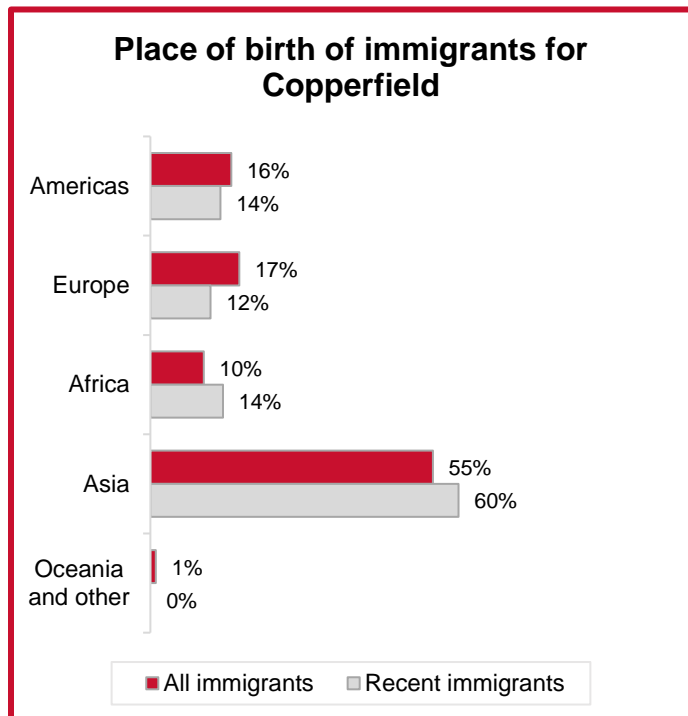 Place of birth of immigrants for
Copperfield
Americas
16%
14%
Europe
17%
12%
Africa
10%
14%
Asia
55%
60%
Oceania
and other
1%
0%
All immigrants
Recent immigrants